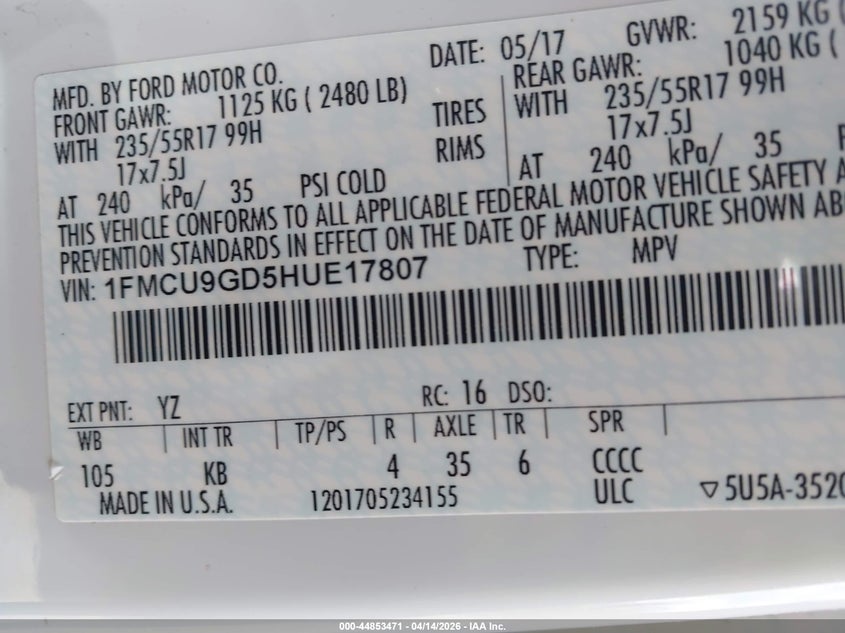 MFD. BY FORD MOTOR CO. DATE: 05/17 GVWR: 2159 KG (
FRONT GAWR: 1125 KG ( 2480 LB) REAR GAWR: 1040 KG (
WITH 235/55R17 99H TIRES WITH 235/55R17 99H
17x7.5J RIMS 17x7.5J
AT 240 kPa/ 35 PSI COLD AT 240 kPa/ 35
THIS VEHICLE CONFORMS TO ALL APPLICABLE FEDERAL MOTOR VEHICLE SAFETY A
PREVENTION STANDARDS IN EFFECT ON THE DATE OF MANUFACTURE SHOWN AB
VIN: 1FMCU9GD5HUE17807 TYPE: MPV
EXT PNT: YZ RC: 16 DSO:
WB INT TR TP/PS R AXLE TR SPR
105 KB 4 35 6 CCCC
MADE IN U.S.A. 1201705234155 ULC ▽5U5A-3520
000-44853471 - 04/14/2026 - IAA Inc.